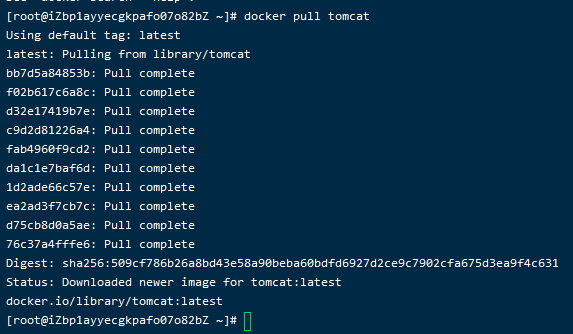 [root@iZbp1ayyecgkpafo07o82bZ ~]# docker pull tomcat
Using default tag: latest
latest: Pulling from library/tomcat
bb7d5a84853b: Pull complete
f02b617c6a8c: Pull complete
d32e17419b7e: Pull complete
c9d2d81226a4: Pull complete
fab4960f9cd2: Pull complete
da1c1e7baf6d: Pull complete
1d2ade66c57e: Pull complete
ea2ad3f7cb7c: Pull complete
d75cb8d0a5ae: Pull complete
76c37a4fffe6: Pull complete
Digest: sha256:509cf786b26a8bd43e58a90beba60bdfd6927d2ce9c7902cfa675d3ea9f4c631
Status: Downloaded newer image for tomcat:latest
docker.io/library/tomcat:latest
[root@iZbp1ayyecgkpafo07o82bZ ~]#